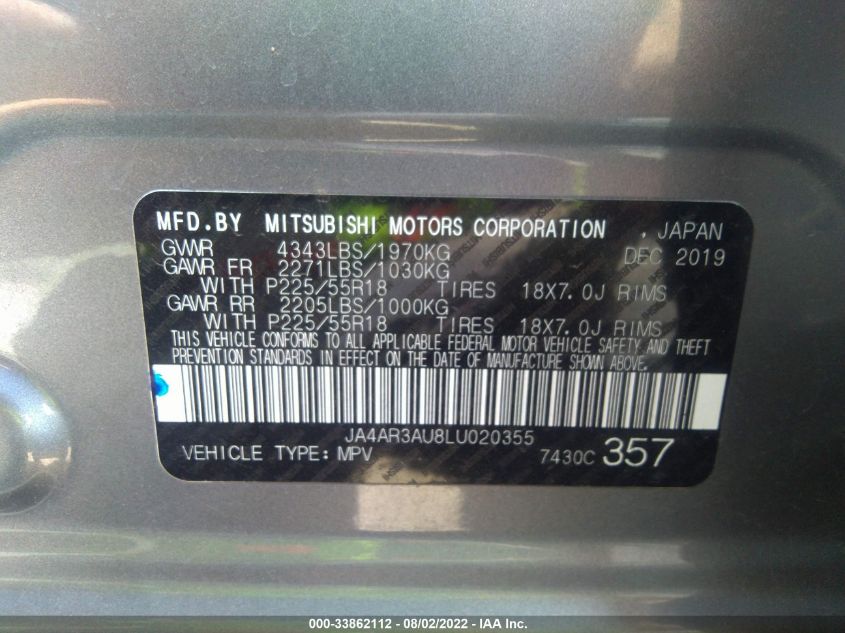 MFD.BY MITSUBISHI MOTORS CORPORATION , JAPAN
GVWR 4343LBS/1970KG DEC 2019
GAWR FR 2271LBS/1030KG
WITH P225/55R18 TIRES 18X7.0J RIMS
GAWR RR 2205LBS/1000KG
WITH P225/55R18 TIRES 18X7.0J RIMS
THIS VEHICLE CONFORMS TO ALL APPLICABLE FEDERAL MOTOR VEHICLE SAFETY AND THEFT
PREVENTION STANDARDS IN EFFECT ON THE DATE OF MANUFACTURE SHOWN ABOVE.
JA4AR3AU8LU020355
VEHICLE TYPE: MPV 7430C 357
000-33862112 - 08/02/2022 - IAA Inc.